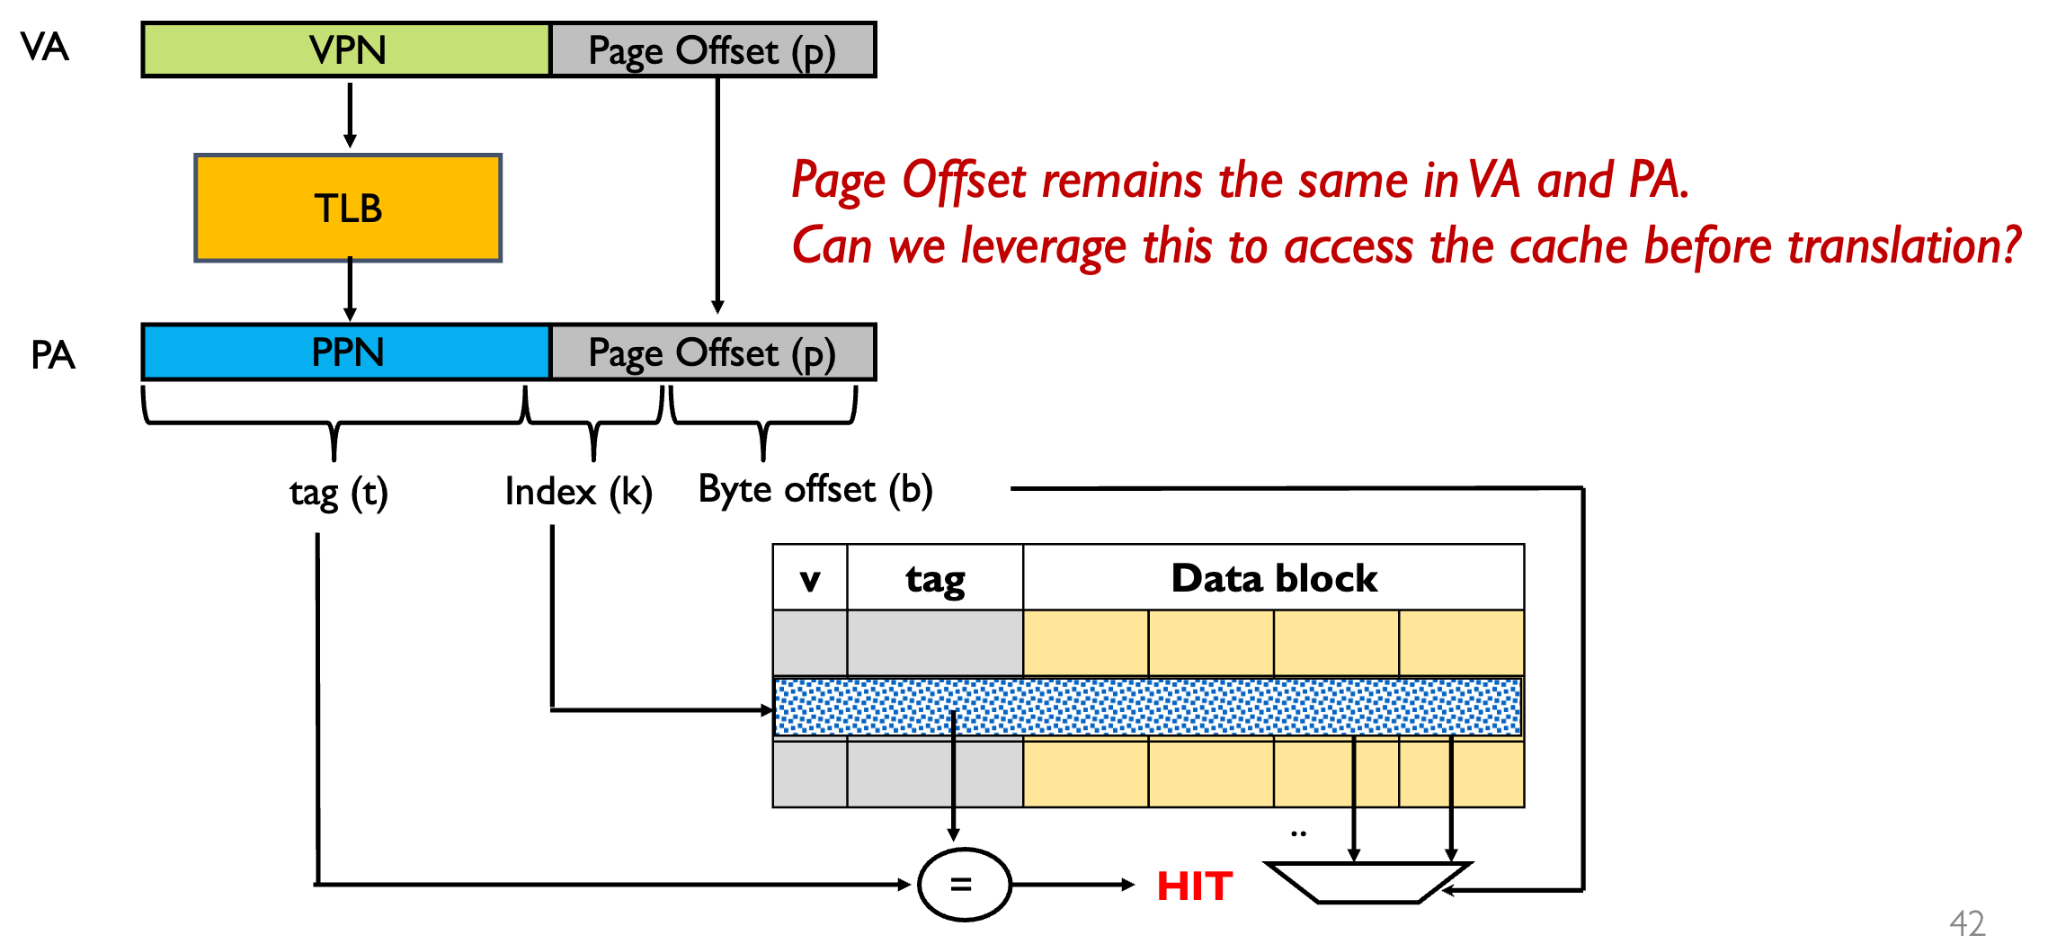 VA
VPN
Page Offset (p)
TLB
Page Offset remains the same in VA and PA.
Can we leverage this to access the cache before translation?
PA
PPN
Page Offset (p)
tag (t)
Index (k)
Byte offset (b)
v
tag
Data block
..
=
HIT
42